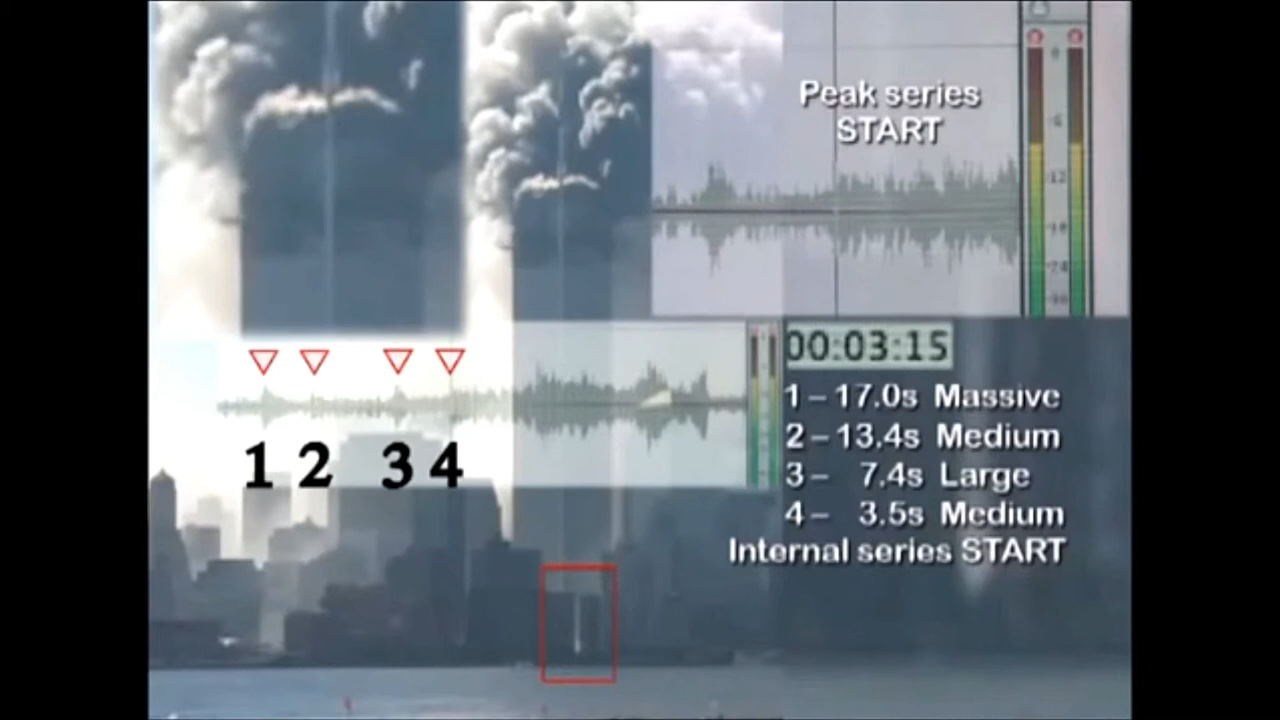 Peak series
START
00:03:15
1 – 17.0s Massive
2 – 13.4s Medium
3 – 7.4s Large
4 – 3.5s Medium
Internal series START
1 2 3 4